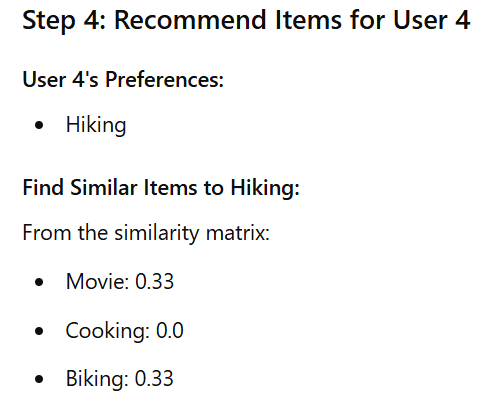 Step 4: Recommend Items for User 4
User 4's Preferences:
• Hiking
Find Similar Items to Hiking:
From the similarity matrix:
• Movie: 0.33
• Cooking: 0.0
• Biking: 0.33